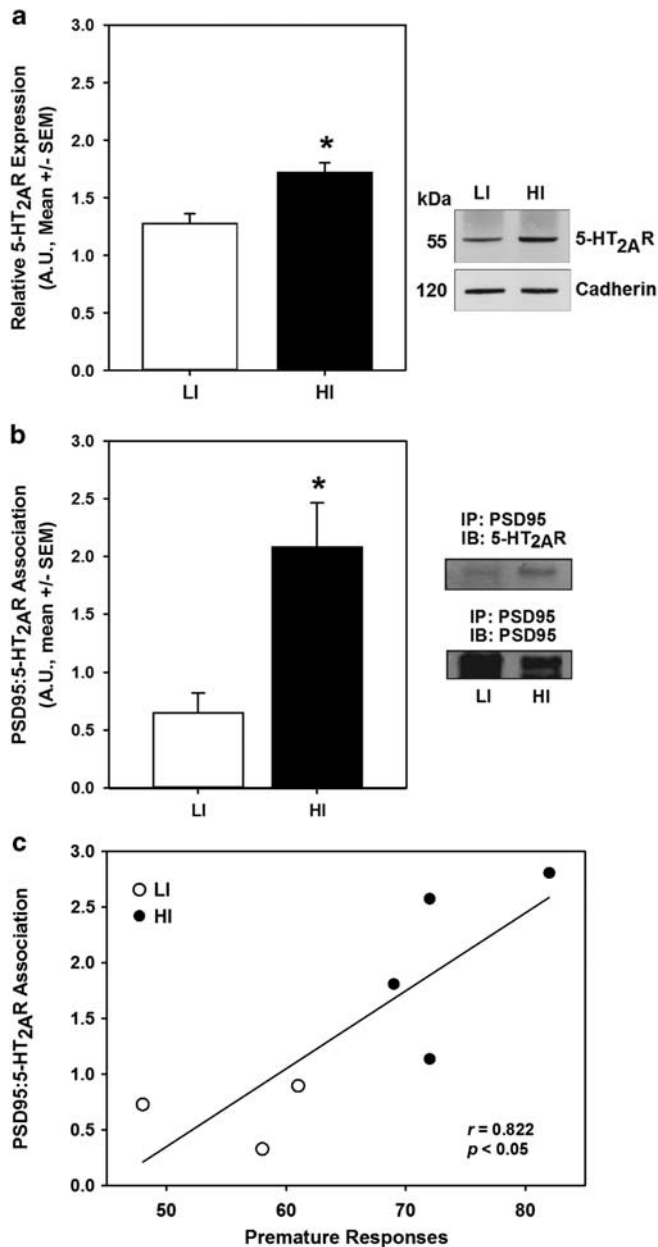 a
Relative 5-HT2AR Expression
(A.U., Mean +/- SEM)
3.0
2.5
2.0
1.5
1.0
0.5
0.0
*
LI
HI
kDa
LI HI
55
5-HT2AR
120
Cadherin
b
PSD95:5-HT2AR Association
(A.U., mean +/- SEM)
3.0
2.5
2.0
1.5
1.0
0.5
0.0
*
LI
HI
IP: PSD95
IB: 5-HT2AR
IP: PSD95
IB: PSD95
LI HI
c
PSD95:5-HT2AR Association
3.0
2.5
2.0
1.5
1.0
0.5
0.0
LI
HI
r = 0.822
p < 0.05
50 60 70 80
Premature Responses